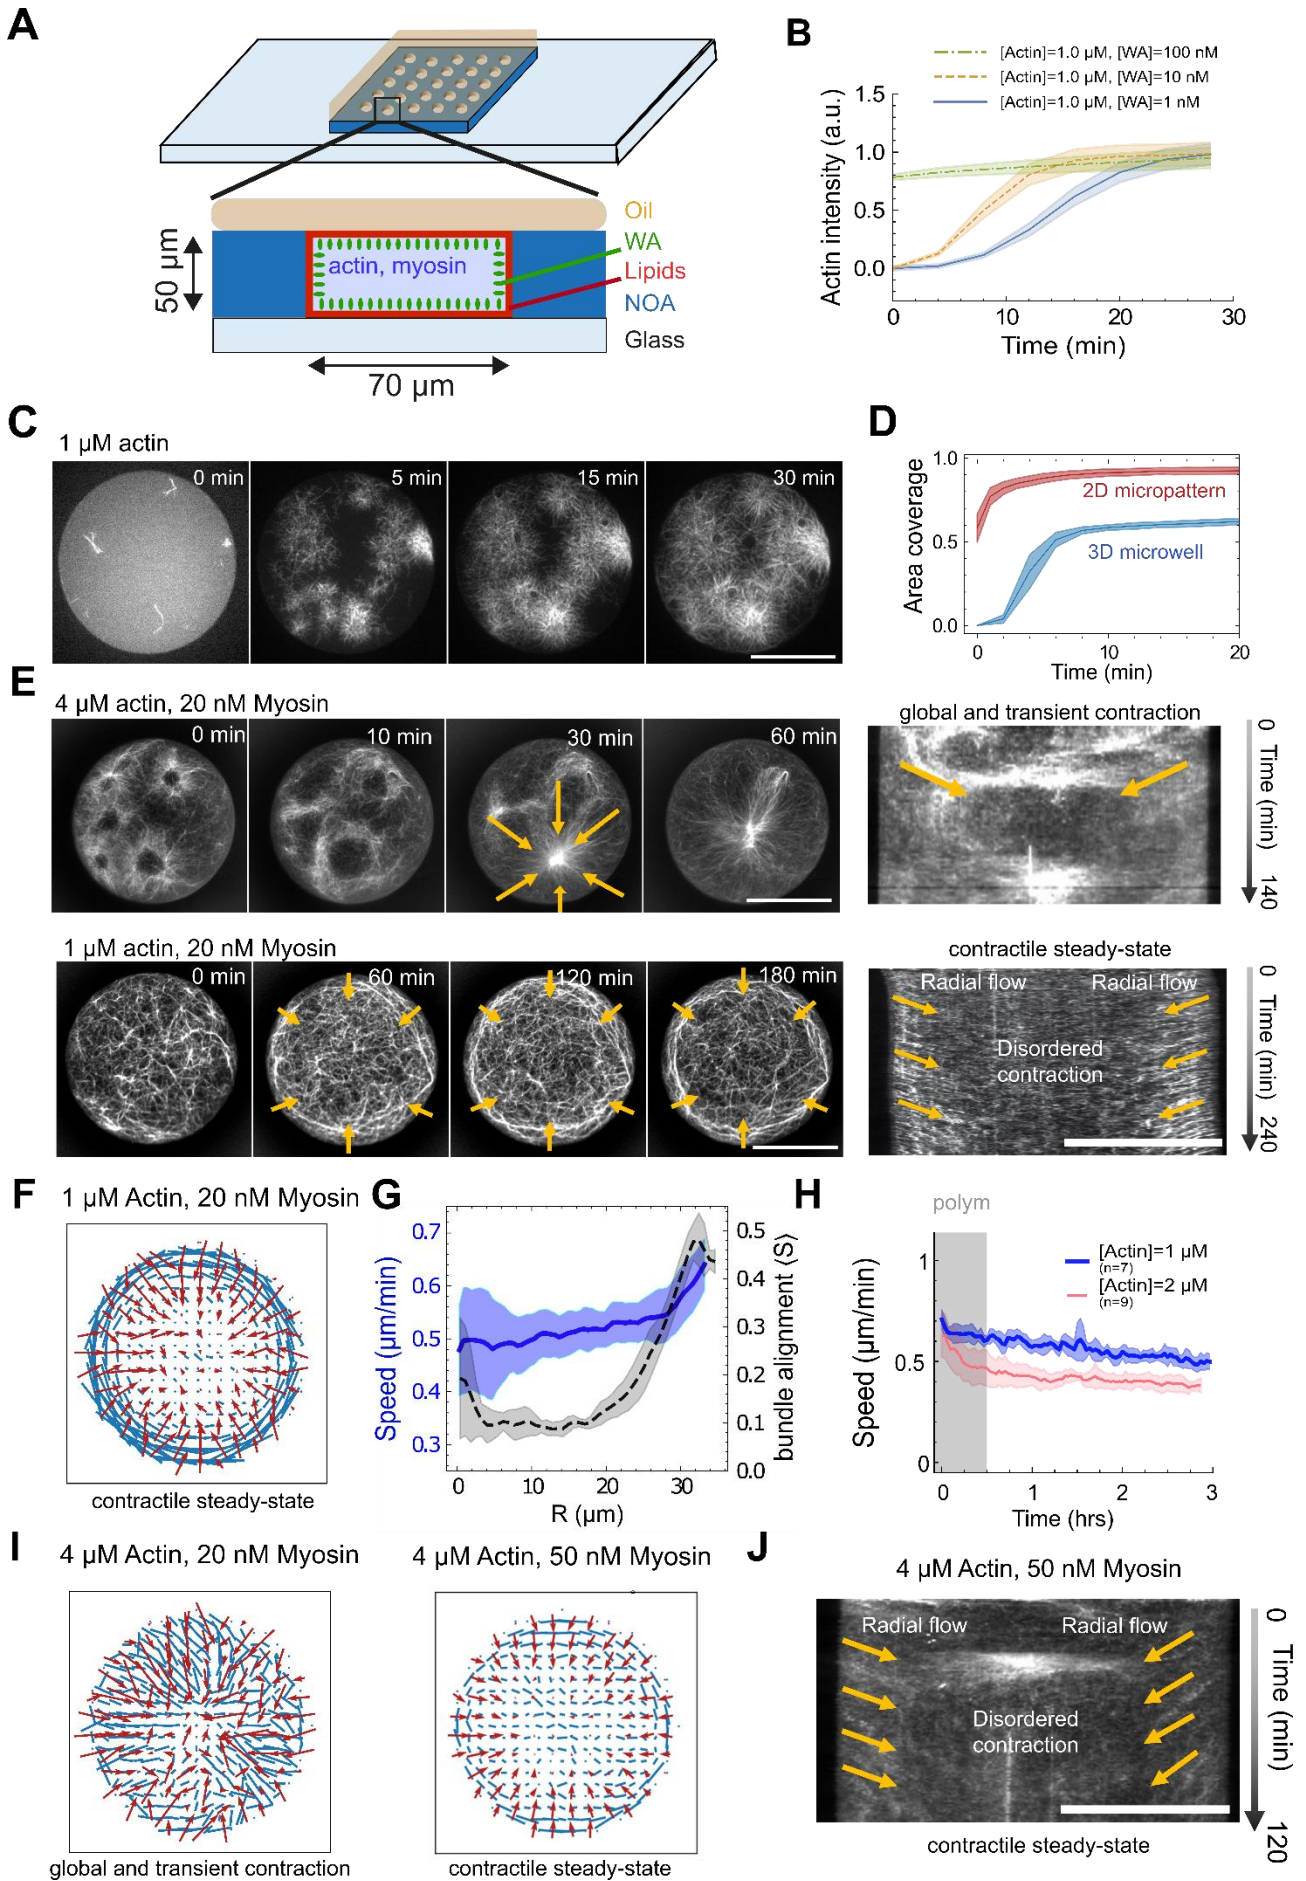 A
Oil
WA
actin, myosin
Lipids
NOA
Glass
50 µm
70 µm
B
[Actin]=1.0 µM, [WA]=100 nM
[Actin]=1.0 µM, [WA]=10 nM
[Actin]=1.0 µM, [WA]=1 nM
Actin intensity (a.u.)
1.5
1.0
0.5
0.0
0 10 20 30
Time (min)
C
1 µM actin
0 min
5 min
15 min
30 min
D
Area coverage
1.0
0.5
0.0
2D micropattern
3D microwell
0 10 20
Time (min)
E
4 µM actin, 20 nM Myosin
0 min
10 min
30 min
60 min
global and transient contraction
0 Time (min) 140
1 µM actin, 20 nM Myosin
0 min
60 min
120 min
180 min
contractile steady-state
Radial flow Radial flow
Disordered
contraction
0 Time (min) 240
F
1 µM Actin, 20 nM Myosin
contractile steady-state
G
Speed (µm/min)
0.7
0.6
0.5
0.4
0.3
0.5
0.4
0.3
0.2
0.1
0.0
bundle alignment ⟨S⟩
0 10 20 30
R (µm)
H
polym
[Actin]=1 µM
(n=7)
[Actin]=2 µM
(n=9)
Speed (µm/min)
1
0.5
0
0 1 2 3
Time (hrs)
I
4 µM Actin, 20 nM Myosin
global and transient contraction
4 µM Actin, 50 nM Myosin
contractile steady-state
J
4 µM Actin, 50 nM Myosin
Radial flow Radial flow
Disordered
contraction
0 Time (min) 120
contractile steady-state